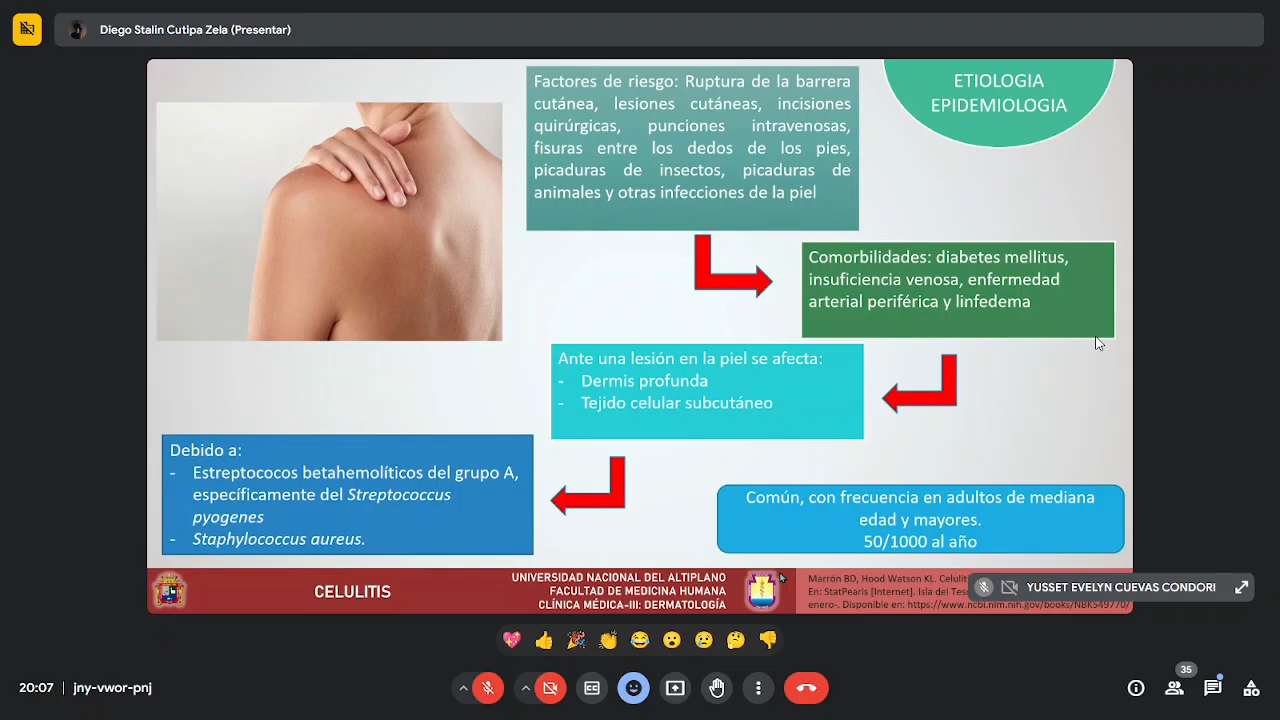 Diego Stalin Cutipa Zela (Presentar)
ETIOLOGIA
EPIDEMIOLOGIA
Factores de riesgo: Ruptura de la barrera
cutánea, lesiones cutáneas, incisiones
quirúrgicas, punciones intravenosas,
fisuras entre los dedos de los pies,
picaduras de insectos, picaduras de
animales y otras infecciones de la piel
Comorbilidades: diabetes mellitus,
insuficiencia venosa, enfermedad
arterial periférica y linfedema
Ante una lesión en la piel se afecta:
- Dermis profunda
- Tejido celular subcutáneo
Debido a:
- Estreptococos betahemolíticos del grupo A,
específicamente del Streptococcus
pyogenes
- Staphylococcus aureus.
Común, con frecuencia en adultos de mediana
edad y mayores.
50/1000 al año
CELULITIS
UNIVERSIDAD NACIONAL DEL ALTIPLANO
FACULTAD DE MEDICINA HUMANA
CLÍNICA MÉDICA-III: DERMATOLOGÍA
Marrón BD, Hood Watson KL.
En: StatPearls [Internet]. Isla del
enero-. Disponible en: https://www.ncbi.nlm.nih.gov/books/NBK549770/
YUSSET EVELYN CUEVAS CONDORI
20:07 | jny-vwor-pnj
35